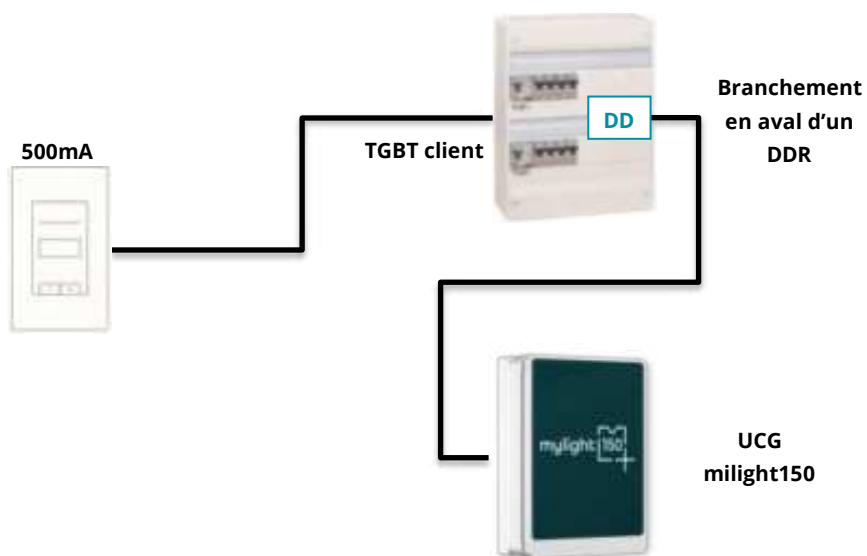 500mA
TGBT client
DD
Branchement
en aval d’un
DDR
mylight 150
UCG
milight150